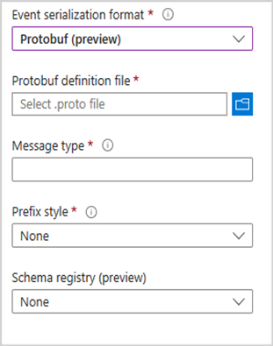 Event serialization format *
Protobuf (preview)
Protobuf definition file *
Select .proto file
Message type *
Prefix style *
None
Schema registry (preview)
None